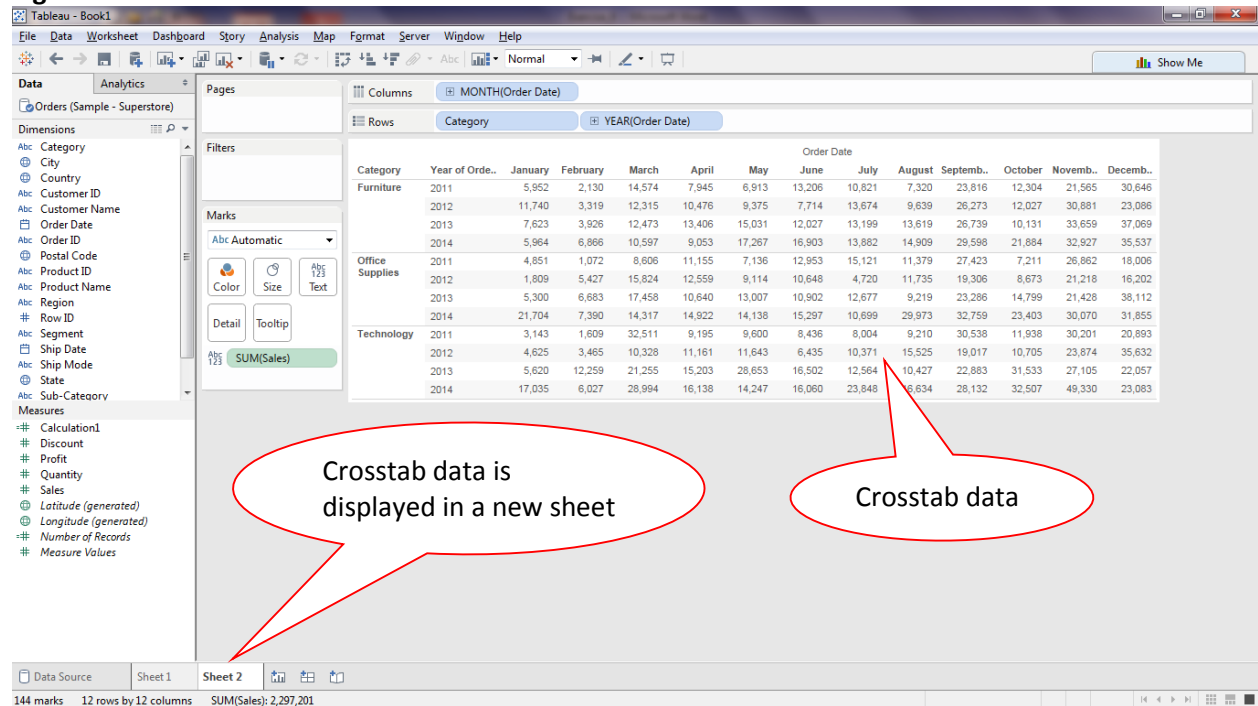 Tableau - Book1
File Data Worksheet Dashboard Story Analysis Map Format Server Window Help
Abc Normal Show Me
Data Analytics
Orders (Sample - Superstore)
Dimensions
Abc Category
City
Country
Abc Customer ID
Abc Customer Name
Order Date
Abc Order ID
Postal Code
Abc Product ID
Abc Product Name
Abc Region
# Row ID
Abc Segment
Ship Date
Abc Ship Mode
State
Abc Sub-Category
Measures
=# Calculation1
# Discount
# Profit
# Quantity
# Sales
Latitude (generated)
Longitude (generated)
=# Number of Records
# Measure Values
Pages
Filters
Marks
Abc Automatic
Color Size Abc 123 Text
Detail Tooltip
Abc 123 SUM(Sales)
Columns MONTH(Order Date)
Rows Category YEAR(Order Date)
Order Date
Category Year of Orde.. January February March April May June July August Septemb.. October Novemb.. Decemb..
Furniture 2011 5,952 2,130 14,574 7,945 6,913 13,206 10,821 7,320 23,816 12,304 21,565 30,646
2012 11,740 3,319 12,315 10,476 9,375 7,714 13,674 9,639 26,273 12,027 30,881 23,086
2013 7,623 3,926 12,473 13,406 15,031 12,027 13,199 13,619 26,739 10,131 33,659 37,069
2014 5,964 6,866 10,597 9,053 17,267 16,903 13,882 14,909 29,598 21,884 32,927 35,537
Office Supplies 2011 4,851 1,072 8,606 11,155 7,136 12,953 15,121 11,379 27,423 7,211 26,862 18,006
2012 1,809 5,427 15,824 12,559 9,114 10,648 4,720 11,735 19,306 8,673 21,218 16,202
2013 5,300 6,683 17,458 10,640 13,007 10,902 12,677 9,219 23,286 14,799 21,428 38,112
2014 21,704 7,390 14,317 14,922 14,138 15,297 10,699 29,973 32,759 23,403 30,070 31,855
Technology 2011 3,143 1,609 32,511 9,195 9,600 8,436 8,004 9,210 30,538 11,938 30,201 20,893
2012 4,625 3,465 10,328 11,161 11,643 6,435 10,371 15,525 19,017 10,705 23,874 35,632
2013 5,620 12,259 21,255 15,203 28,653 16,502 12,564 10,427 22,883 31,533 27,105 22,057
2014 17,035 6,027 28,994 16,138 14,247 16,060 23,848 28,132 32,507 49,330 23,083
Crosstab data is
displayed in a new sheet
Crosstab data
Data Source Sheet 1 Sheet 2
144 marks 12 rows by 12 columns SUM(Sales): 2,297,201